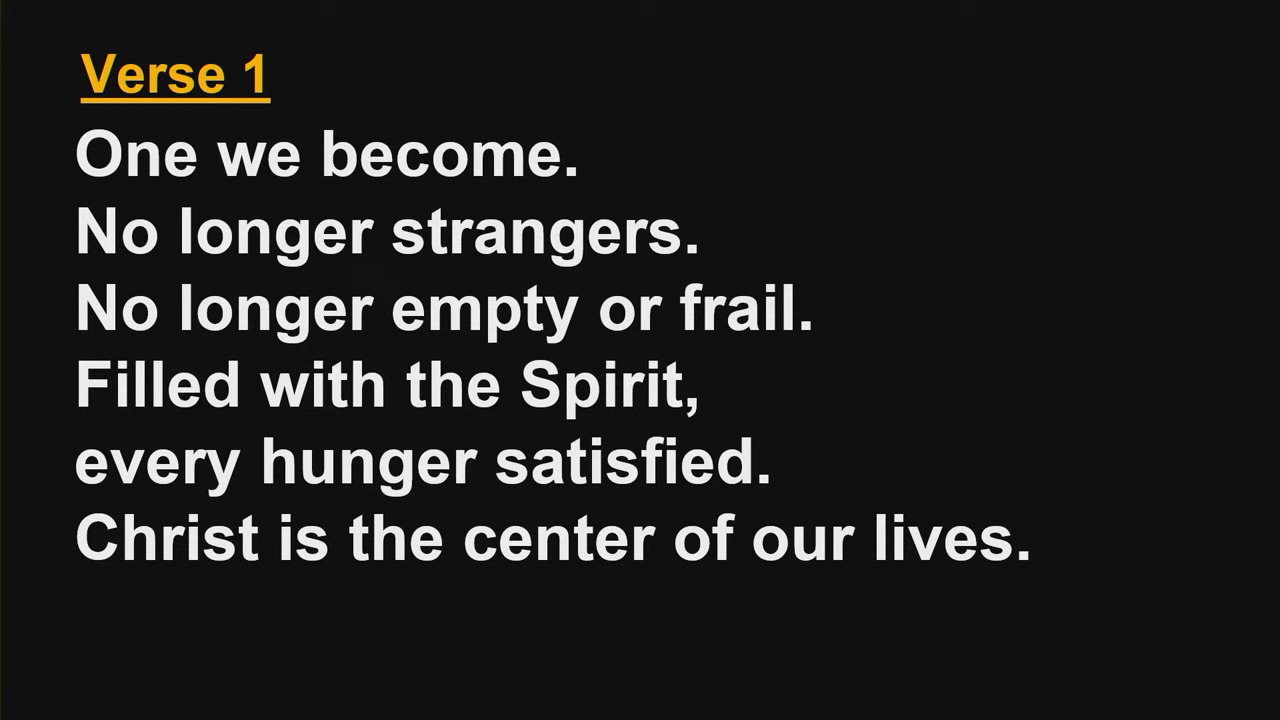 Verse 1
One we become.
No longer strangers.
No longer empty or frail.
Filled with the Spirit,
every hunger satisfied.
Christ is the center of our lives.